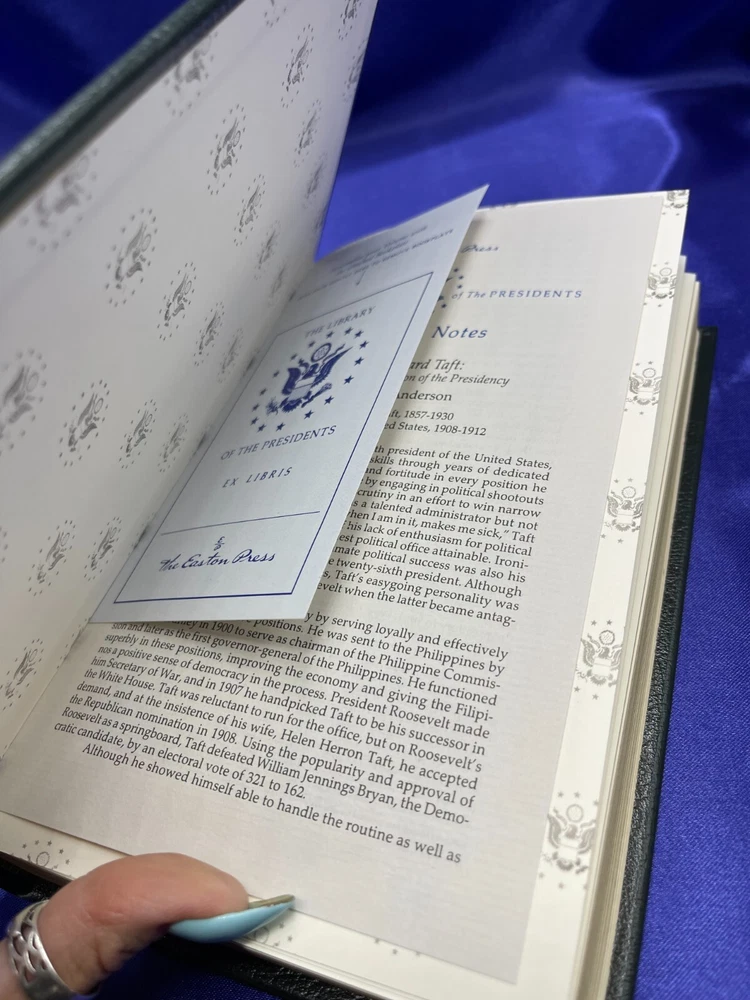 THE LIBRARY
OF THE PRESIDENTS
EX LIBRIS
The Easton Press
Press
of The PRESIDENTS
Notes
ard Taft:
on of the Presidency
Anderson
ft, 1857-1930
ed States, 1908-1912
th president of the United States,
skills through years of dedicated
and fortitude in every position he
by engaging in political shootouts
crutiny in an effort to win narrow
s a talented administrator but not
hen I am in it, makes me sick," Taft
his lack of enthusiasm for political
est political office attainable. Ironi-
mate political success was also his
e twenty-sixth president. Although
s, Taft's easygoing personality was
evelt when the latter became antag-
y by serving loyally and effectively
positions. He was sent to the Philippines by
in 1900 to serve as chairman of the Philippine Commis-
sion and later as the first governor-general of the Philippines. He functioned
superbly in these positions, improving the economy and giving the Filipi-
nos a positive sense of democracy in the process. President Roosevelt made
him Secretary of War, and in 1907 he handpicked Taft to be his successor in
the White House. Taft was reluctant to run for the office, but on Roosevelt's
demand, and at the insistence of his wife, Helen Herron Taft, he accepted
the Republican nomination in 1908. Using the popularity and approval of
Roosevelt as a springboard, Taft defeated William Jennings Bryan, the Demo-
cratic candidate, by an electoral vote of 321 to 162.
Although he showed himself able to handle the routine as well as